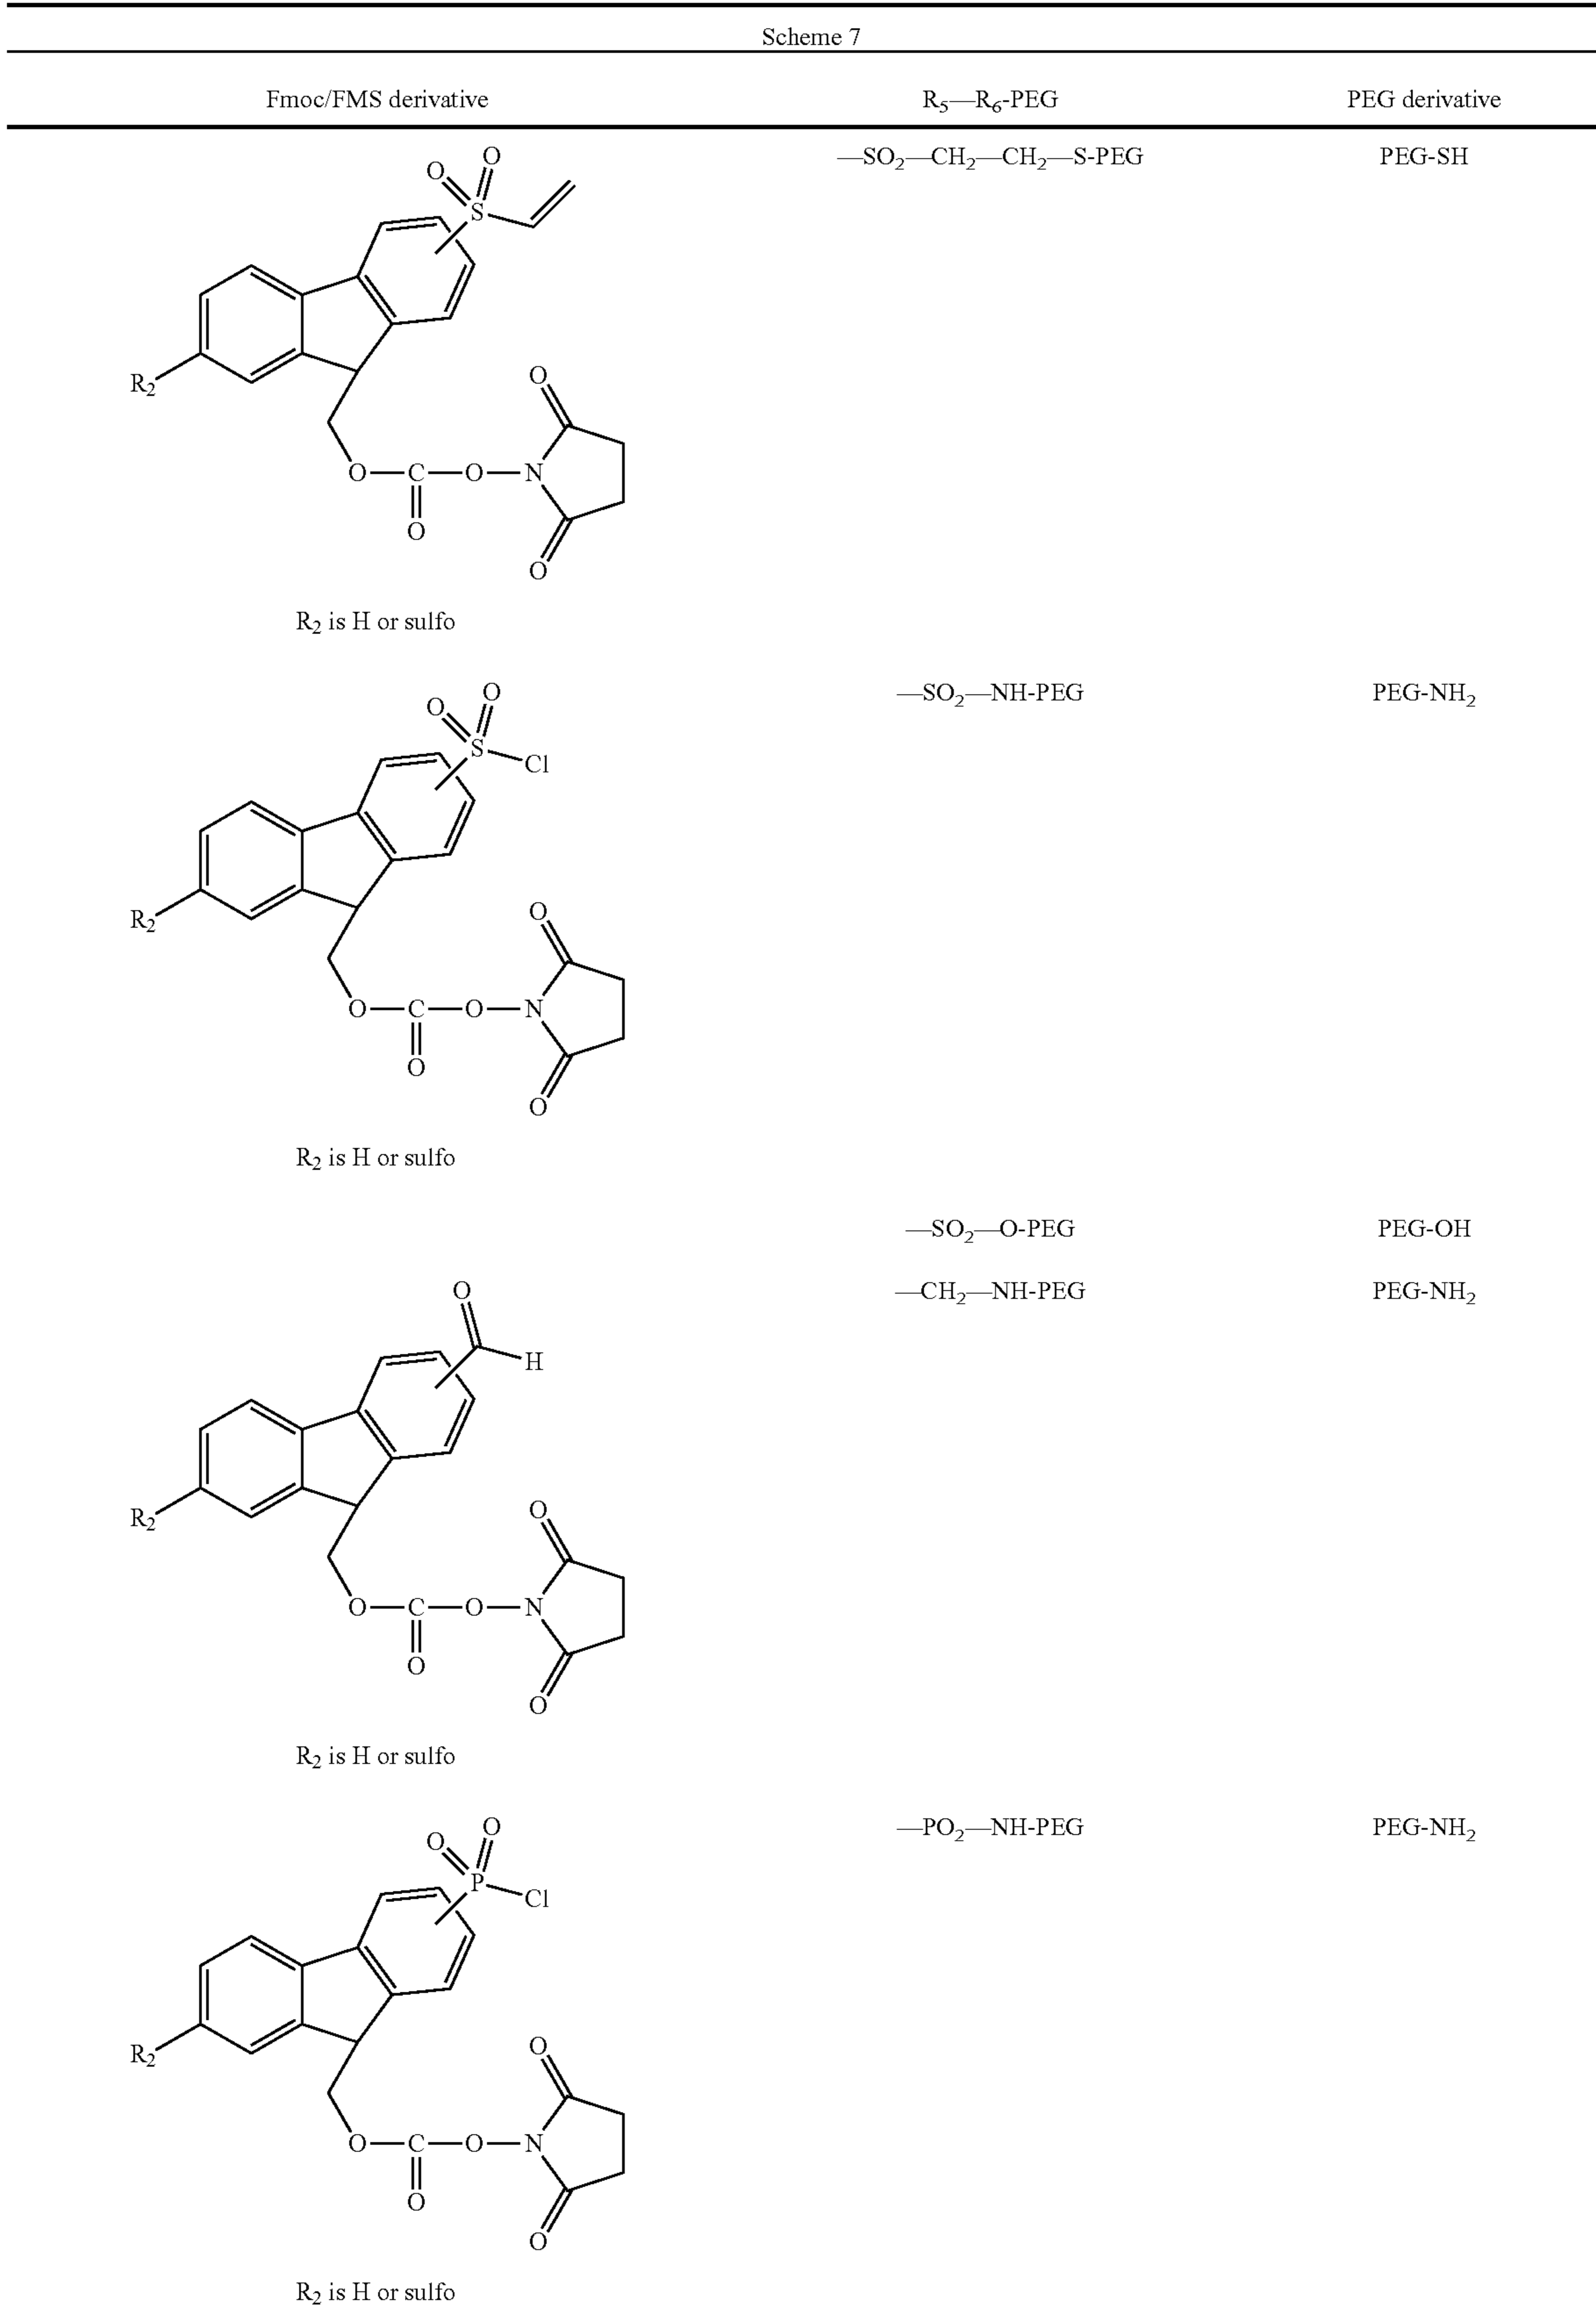 Scheme 7
Fmoc/FMS derivative R₅—R₆-PEG PEG derivative
—SO₂—CH₂—CH₂—S-PEG PEG-SH
O O
S
R₂
O
O—C—O—N
O
O
R₂ is H or sulfo
—SO₂—NH-PEG PEG-NH₂
O O
S Cl
R₂
O
O—C—O—N
O
O
R₂ is H or sulfo
—SO₂—O-PEG PEG-OH
—CH₂—NH-PEG PEG-NH₂
O
H
R₂
O
O—C—O—N
O
O
R₂ is H or sulfo
—PO₂—NH-PEG PEG-NH₂
O O
P Cl
R₂
O
O—C—O—N
O
O
R₂ is H or sulfo